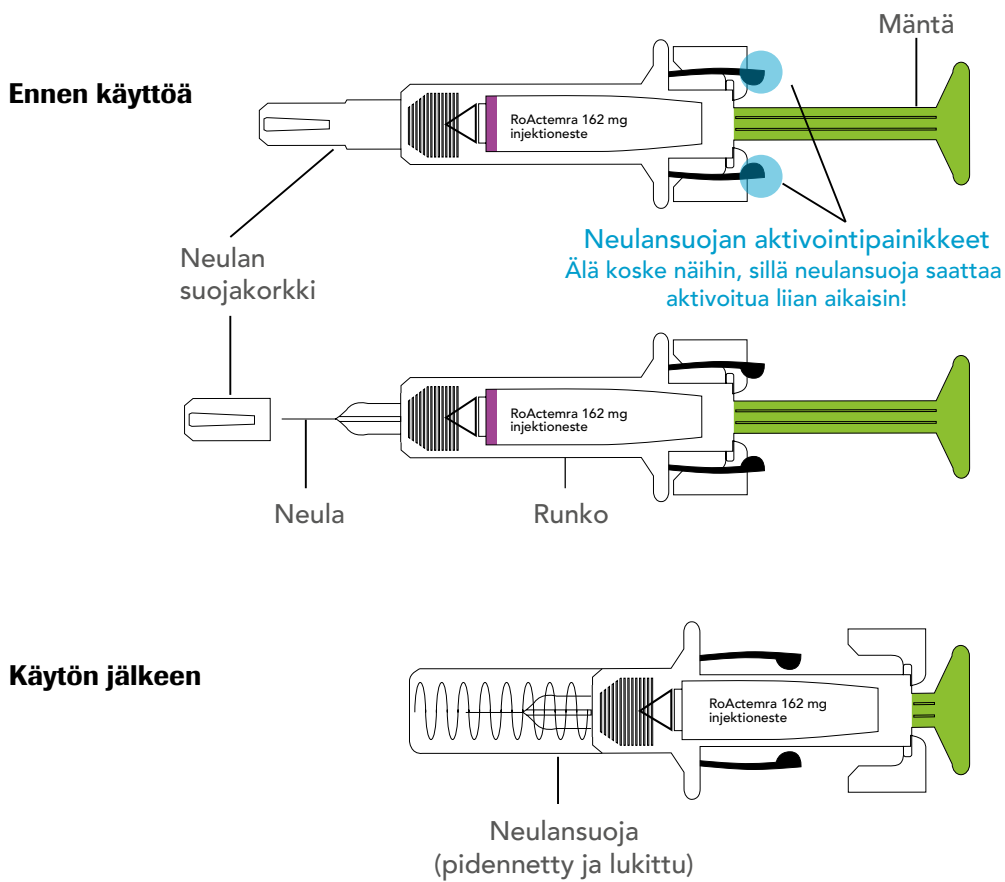 Mäntä
Ennen käyttöä
RoActemra 162 mg
injektioneste
Neulansuojan aktivointipainikkeet
Älä koske näihin, sillä neulansuoja saattaa
aktivoitua liian aikaisin!
Neulan
suojakorkki
RoActemra 162 mg
injektioneste
Neula
Runko
Käytön jälkeen
RoActemra 162 mg
injektioneste
Neulansuoja
(pidennetty ja lukittu)